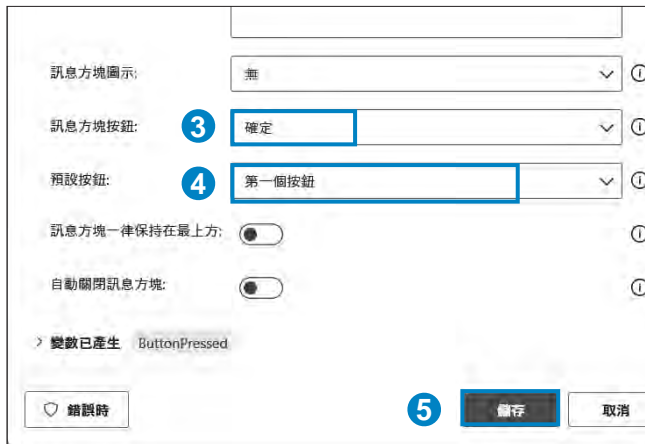 訊息方塊圖示: 無
訊息方塊按鈕: 3 確定
預設按鈕: 4 第一個按鈕
訊息方塊一律保持在最上方:
自動關閉訊息方塊:
> 變數已產生 ButtonPressed
錯誤時 5 儲存 取消